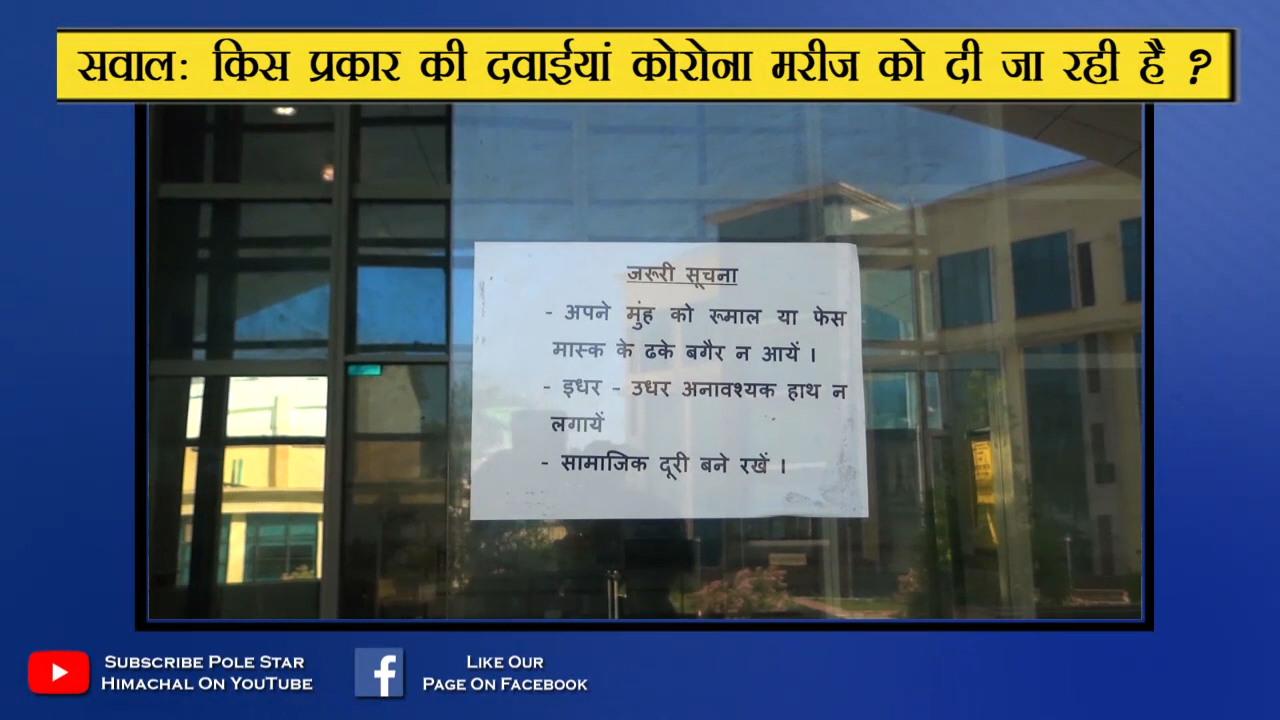 सवालः किस प्रकार की दवाईयां कोरोना मरीज को दी जा रही है ?
जरूरी सूचना
- अपने मुंह को रूमाल या फेस
मास्क के ढके बगैर न आयें ।
- इधर - उधर अनावश्यक हाथ न
लगायें
- सामाजिक दूरी बने रखें ।
SUBSCRIBE POLE STAR
HIMACHAL ON YOUTUBE
LIKE OUR
PAGE ON FACEBOOK